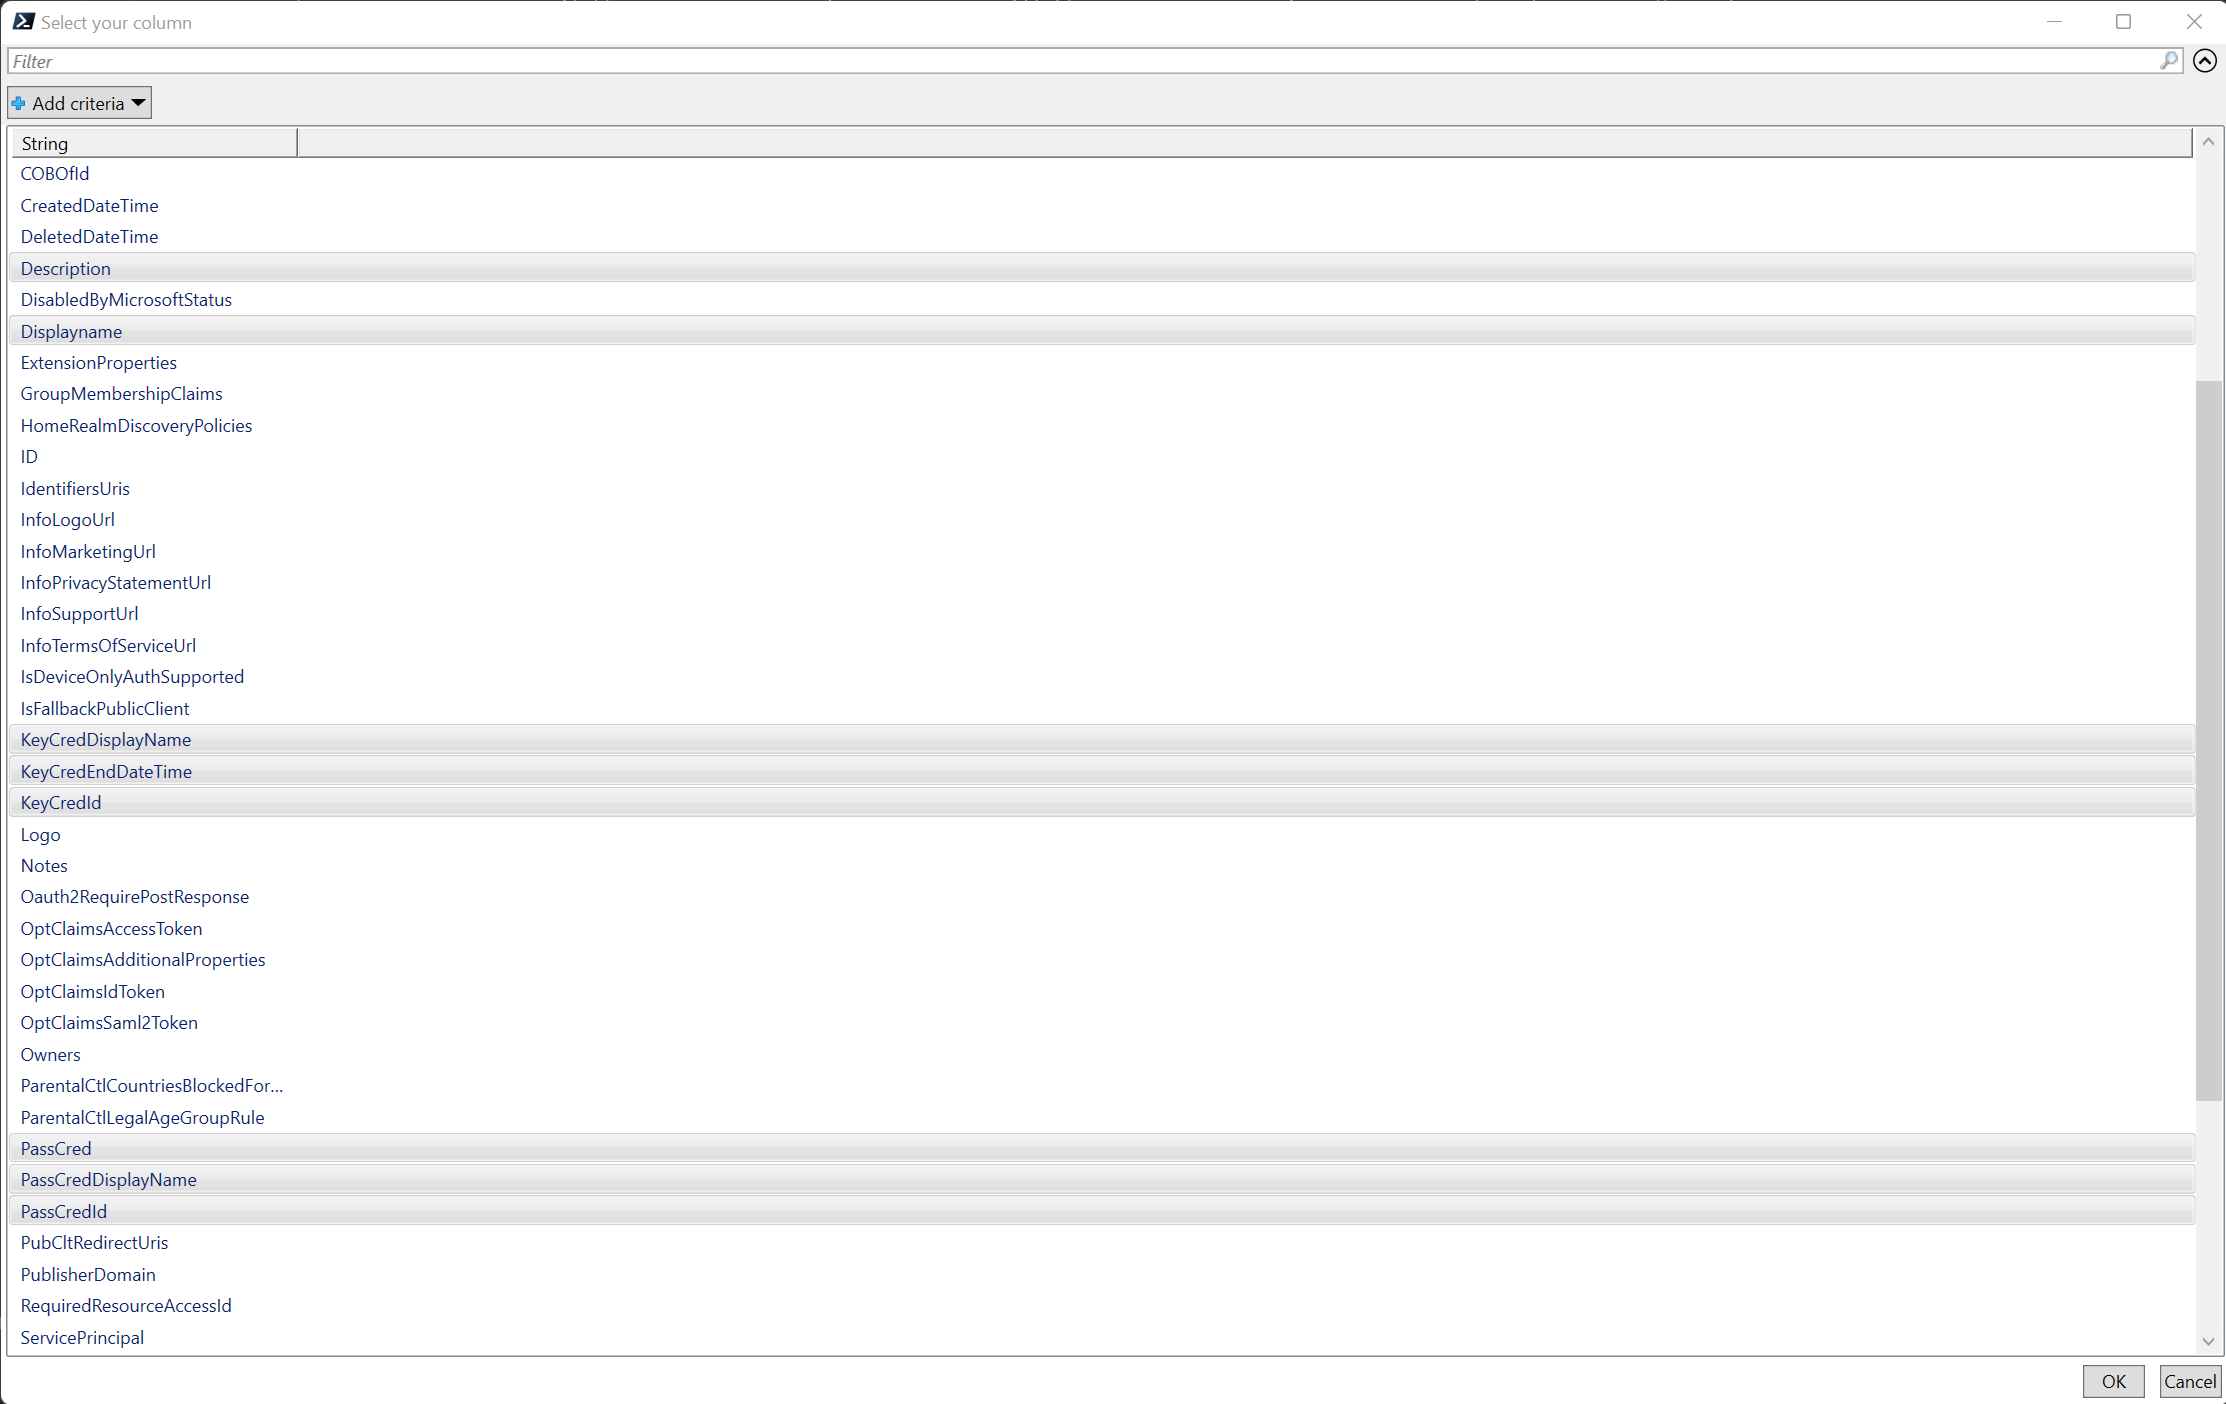 Select your column
Filter
Add criteria
String
COBOfId
CreatedDateTime
DeletedDateTime
Description
DisabledByMicrosoftStatus
Displayname
ExtensionProperties
GroupMembershipClaims
HomeRealmDiscoveryPolicies
ID
IdentifiersUris
InfoLogoUrl
InfoMarketingUrl
InfoPrivacyStatementUrl
InfoSupportUrl
InfoTermsOfServiceUrl
IsDeviceOnlyAuthSupported
IsFallbackPublicClient
KeyCredDisplayName
KeyCredEndDateTime
KeyCredId
Logo
Notes
Oauth2RequirePostResponse
OptClaimsAccessToken
OptClaimsAdditionalProperties
OptClaimsIdToken
OptClaimsSaml2Token
Owners
ParentalCtlCountriesBlockedFor...
ParentalCtlLegalAgeGroupRule
PassCred
PassCredDisplayName
PassCredId
PubCltRedirectUris
PublisherDomain
RequiredResourceAccessId
ServicePrincipal
OK Cancel